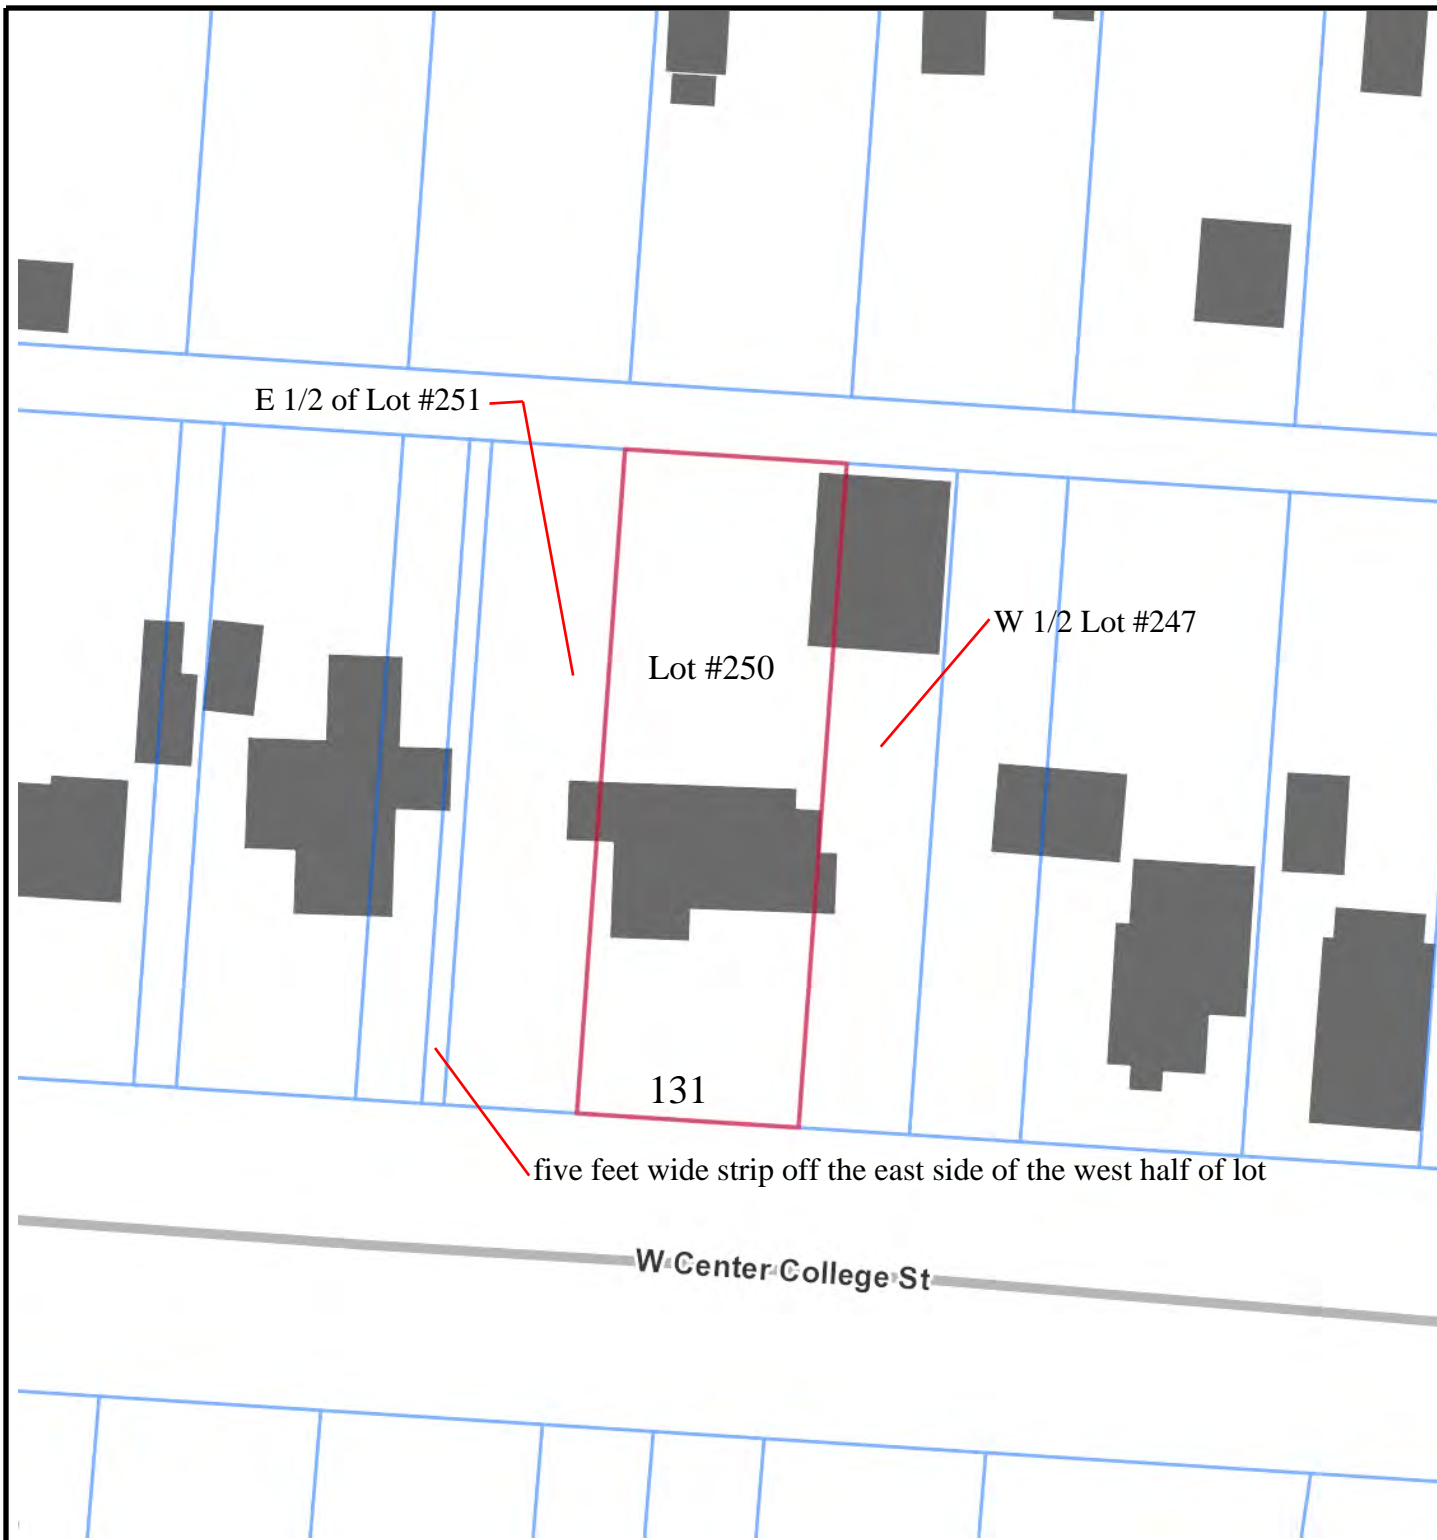 E 1/2 of Lot #251
W 1/2 Lot #247
Lot #250
131
five feet wide strip off the east side of the west half of lot
W Center College St